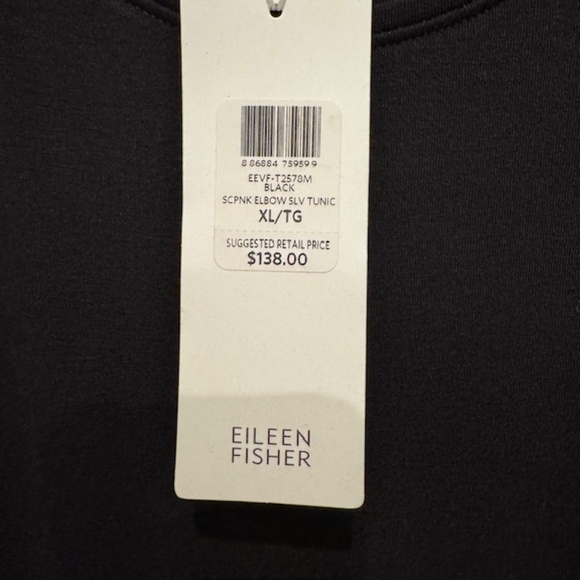 8 86884 75959 9
EEVF-T2578M
BLACK
SCPNK ELBOW SLV TUNIC
XL/TG
SUGGESTED RETAIL PRICE
$138.00
EILEEN
FISHER